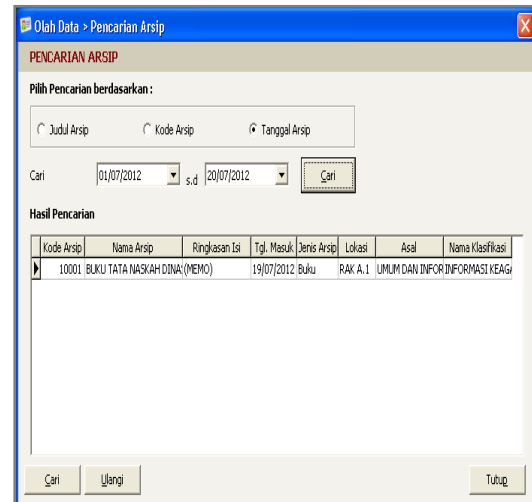 Olah Data > Pencarian Arsip
PENCARIAN ARSIP
Pilih Pencarian berdasarkan :
Judul Arsip Kode Arsip Tanggal Arsip
Cari 01/07/2012 s.d 20/07/2012 Cari
Hasil Pencarian
Kode Arsip Nama Arsip Ringkasan Isi Tgl. Masuk Jenis Arsip Lokasi Asal Nama Klasifikasi
10001 BUKU TATA NASKAH DINA (MEMO) 19/07/2012 Buku RAK A.1 UMUM DAN INFOR INFORMASI KEAG
Cari Ulangi Tutup